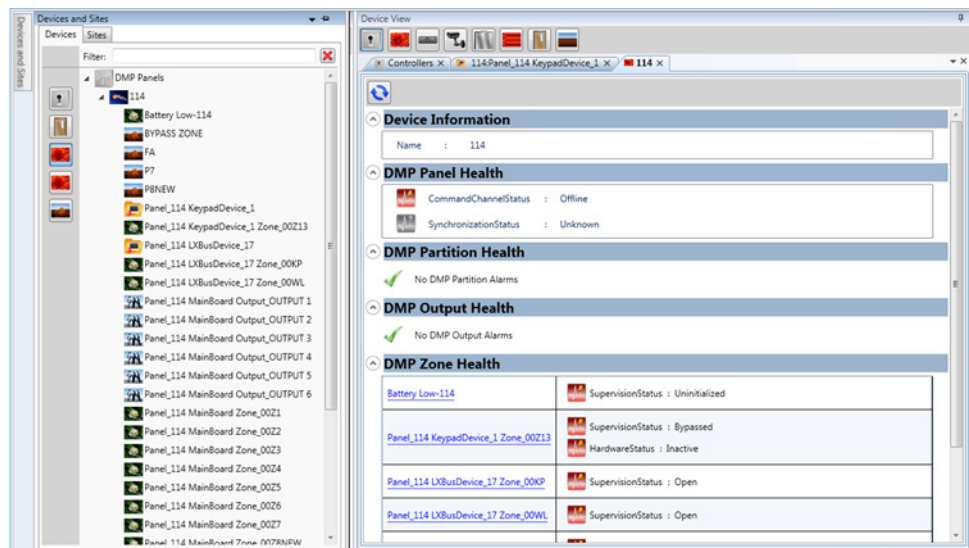 Devices and Sites
Devices and Sites
Devices Sites
Filter:
DMP Panels
114
Battery Low-114
BYPASS ZONE
FA
P7
P8NEW
Panel_114 KeypadDevice_1
Panel_114 KeypadDevice_1 Zone_00Z13
Panel_114 LXBusDevice_17
Panel_114 LXBusDevice_17 Zone_00KP
Panel_114 LXBusDevice_17 Zone_00WL
Panel_114 MainBoard Output_OUTPUT 1
Panel_114 MainBoard Output_OUTPUT 2
Panel_114 MainBoard Output_OUTPUT 3
Panel_114 MainBoard Output_OUTPUT 4
Panel_114 MainBoard Output_OUTPUT 5
Panel_114 MainBoard Output_OUTPUT 6
Panel_114 MainBoard Zone_00Z1
Panel_114 MainBoard Zone_00Z2
Panel_114 MainBoard Zone_00Z3
Panel_114 MainBoard Zone_00Z4
Panel_114 MainBoard Zone_00Z5
Panel_114 MainBoard Zone_00Z6
Panel_114 MainBoard Zone_00Z7
Panel_114 MainBoard Zone_00Z8NEW
Device View
Controllers 114:Panel_114 KeypadDevice_1 114
Device Information
Name : 114
DMP Panel Health
CommandChannelStatus : Offline
SynchronizationStatus : Unknown
DMP Partition Health
No DMP Partition Alarms
DMP Output Health
No DMP Output Alarms
DMP Zone Health
Battery Low-114 SupervisionStatus : Uninitialized
Panel_114 KeypadDevice_1 Zone_00Z13 SupervisionStatus : Bypassed
HardwareStatus : Inactive
Panel_114 LXBusDevice_17 Zone_00KP SupervisionStatus : Open
Panel_114 LXBusDevice_17 Zone_00WL SupervisionStatus : Open